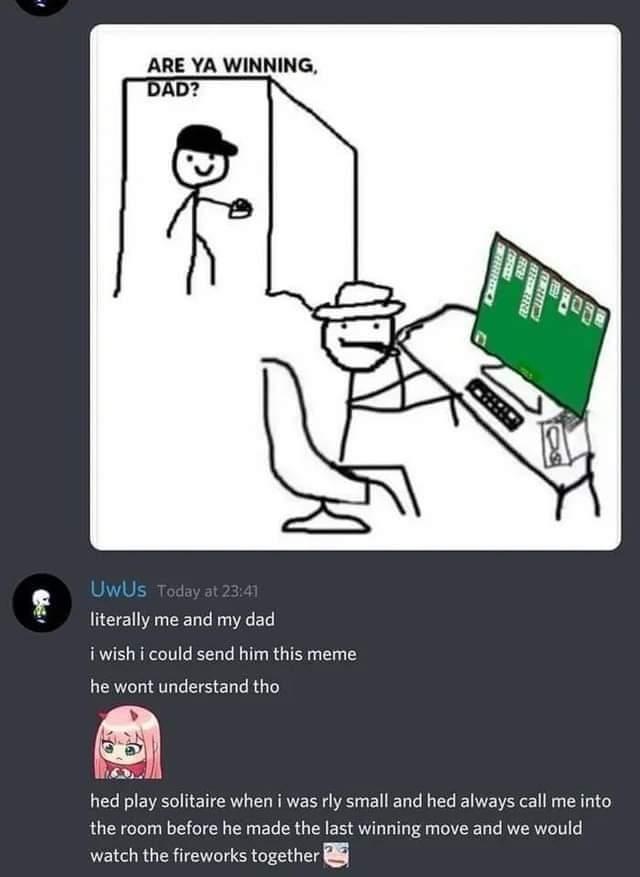 ARE YA WINNING,
DAD?
UwUs Today at 23:41
literally me and my dad
i wish i could send him this meme
he wont understand tho
hed play solitaire when i was rly small and hed always call me into
the room before he made the last winning move and we would
watch the fireworks together